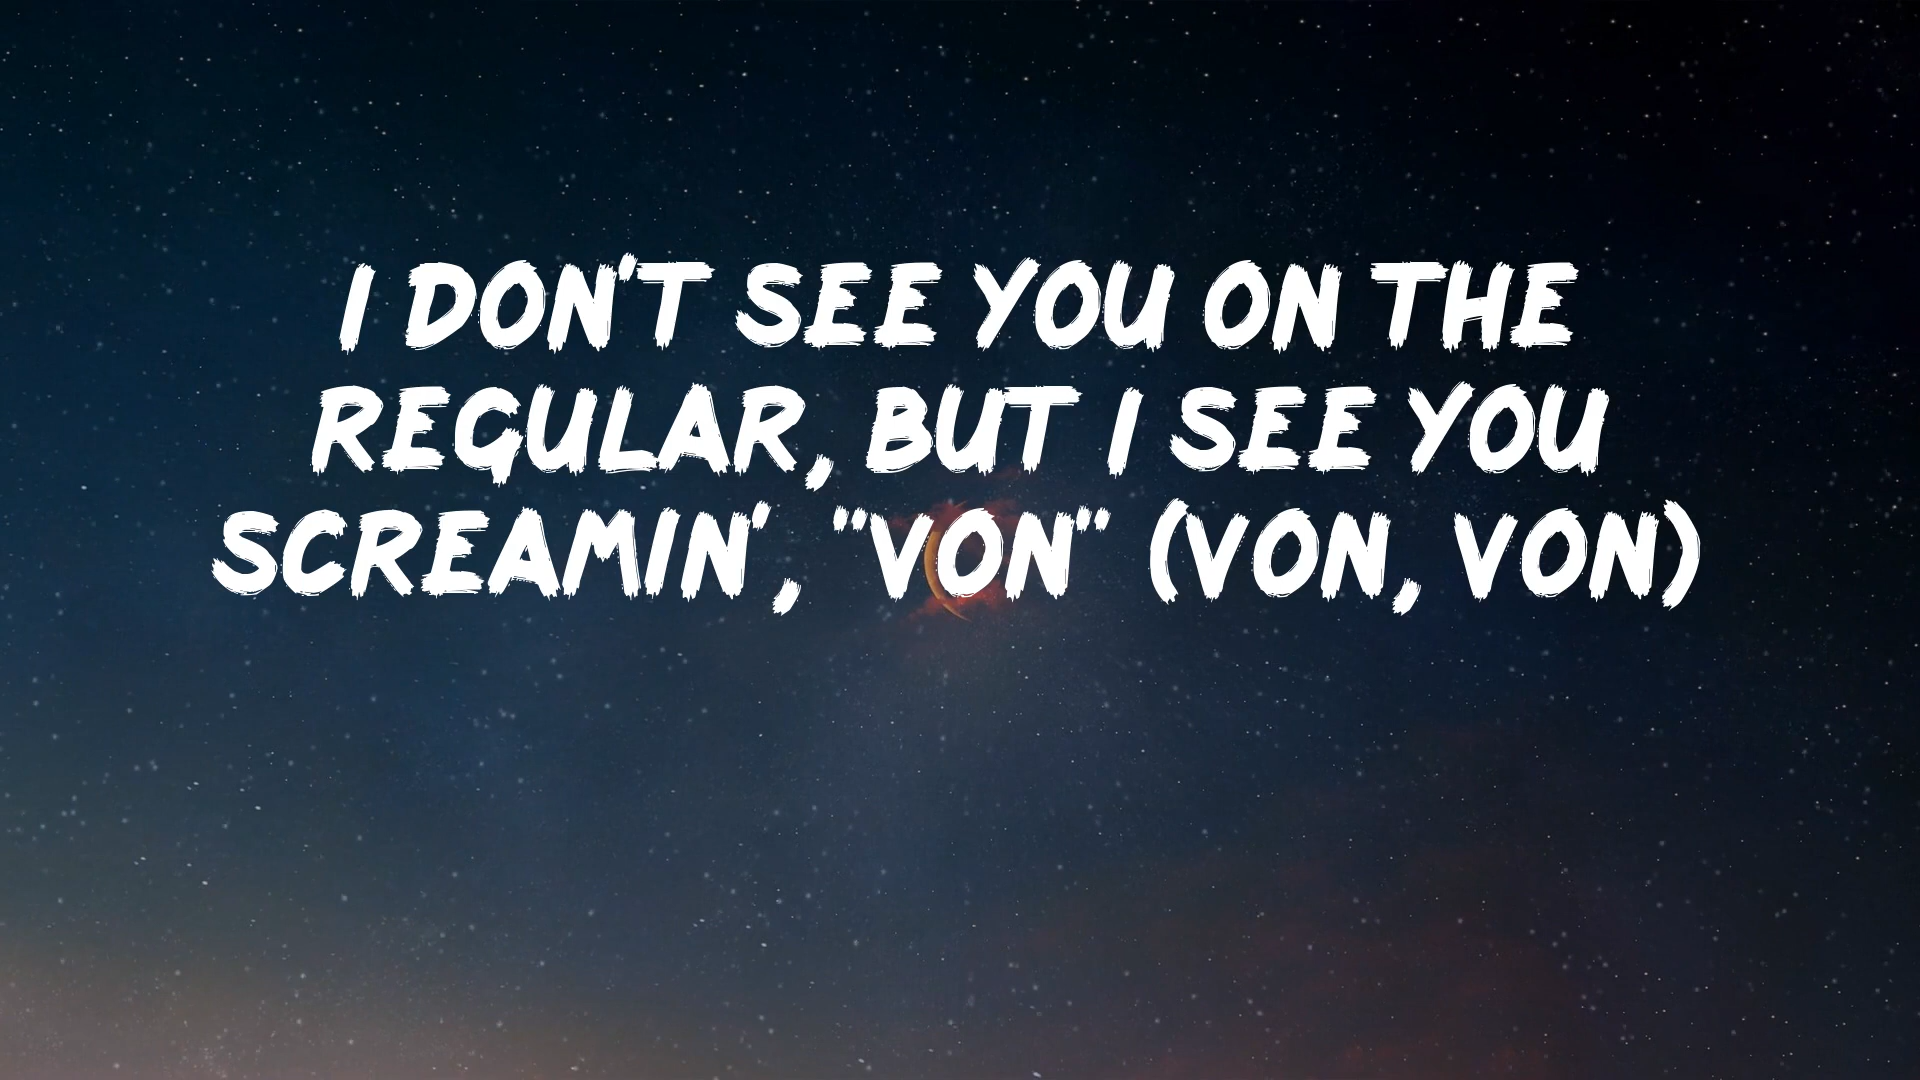 I DON'T SEE YOU ON THE
REGULAR, BUT I SEE YOU
SCREAMIN', "VON" (VON, VON)